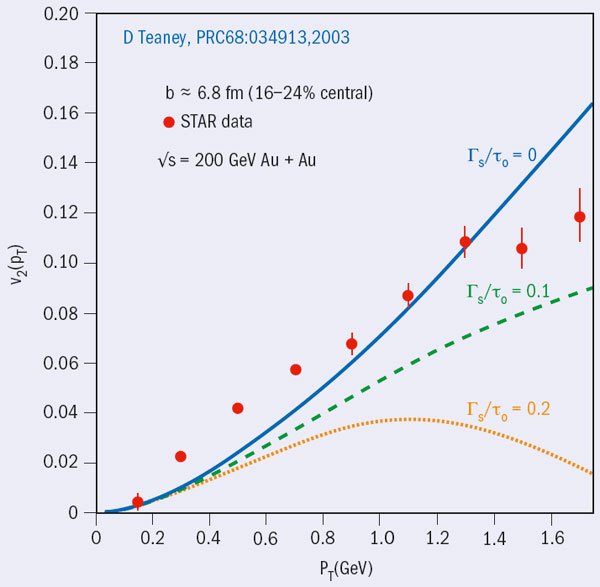 D Teaney, PRC68:034913,2003
b ≈ 6.8 fm (16–24% central)
STAR data
√s = 200 GeV Au + Au
Γs/τo = 0
Γs/τo = 0.1
Γs/τo = 0.2
v2(pT)
0.20
0.18
0.16
0.14
0.12
0.10
0.08
0.06
0.04
0.02
0
0 0.2 0.4 0.6 0.8 1.0 1.2 1.4 1.6
PT(GeV)